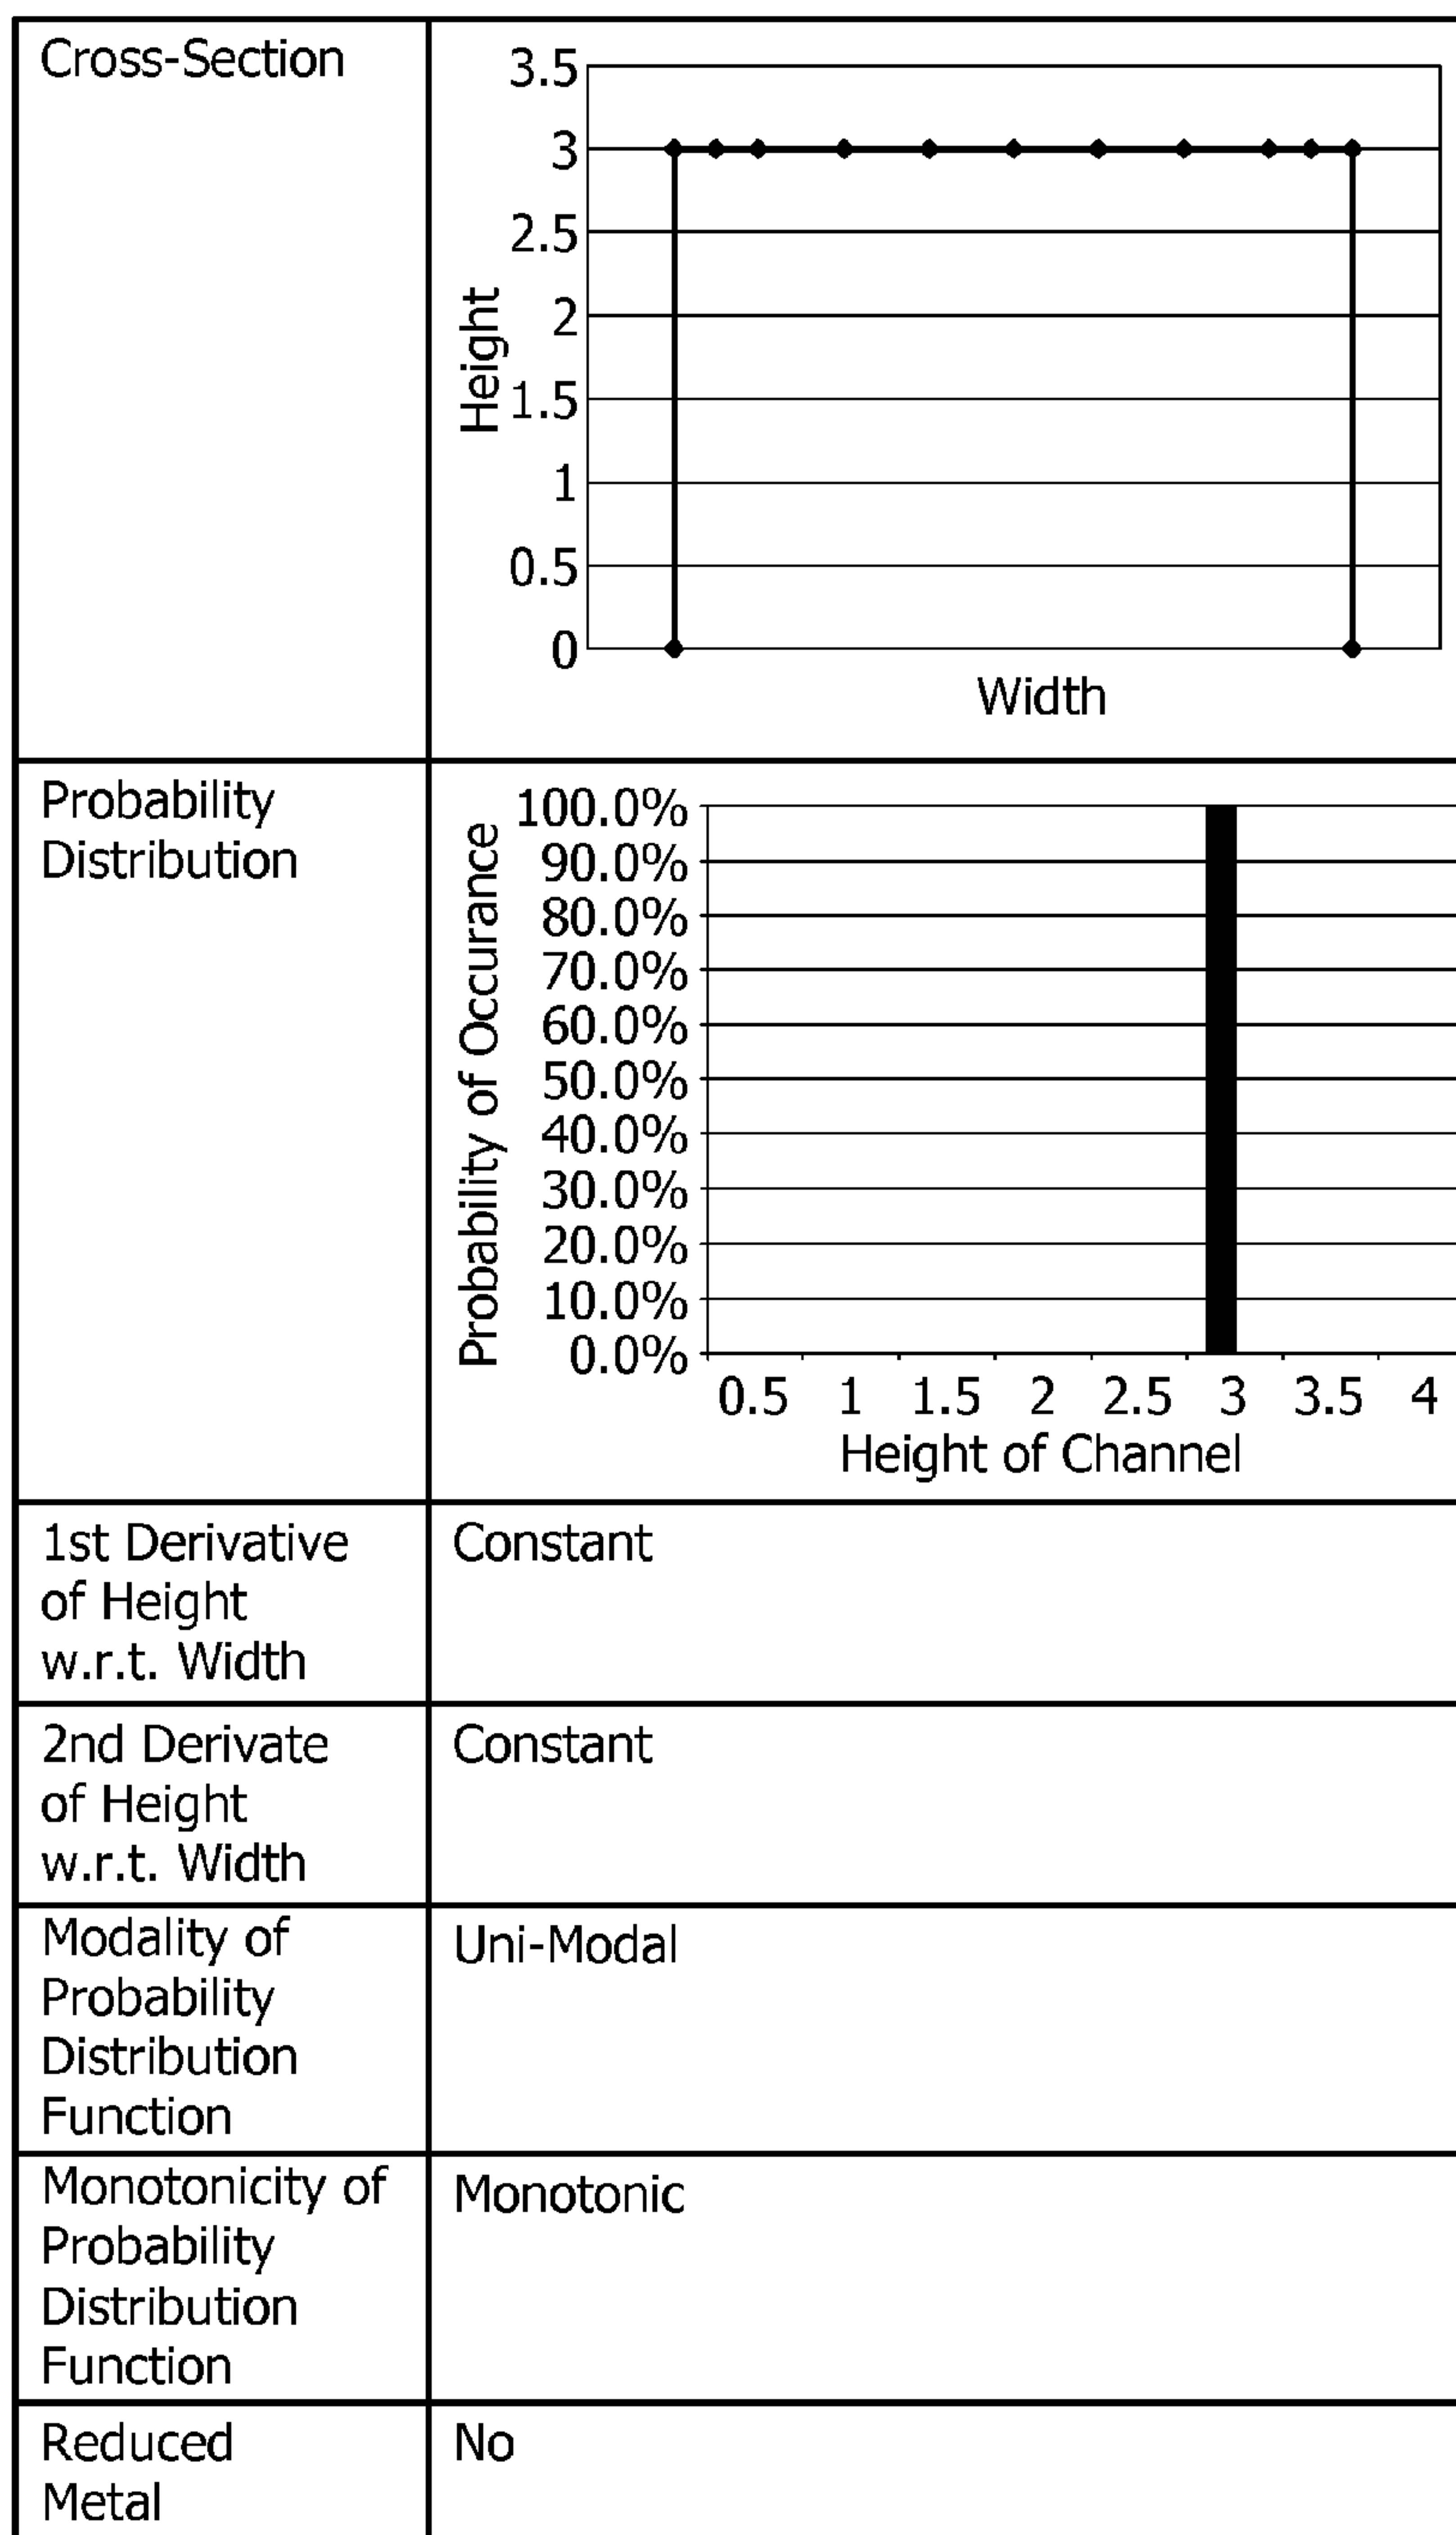 Cross-Section
3.5
3
2.5
2
1.5
1
0.5
0
Height
Width
Probability
Distribution
100.0%
90.0%
80.0%
70.0%
60.0%
50.0%
40.0%
30.0%
20.0%
10.0%
0.0%
Probability of Occurance
0.5 1 1.5 2 2.5 3 3.5 4
Height of Channel
1st Derivative
of Height
w.r.t. Width
Constant
2nd Derivate
of Height
w.r.t. Width
Constant
Modality of
Probability
Distribution
Function
Uni-Modal
Monotonicity of
Probability
Distribution
Function
Monotonic
Reduced
Metal
No